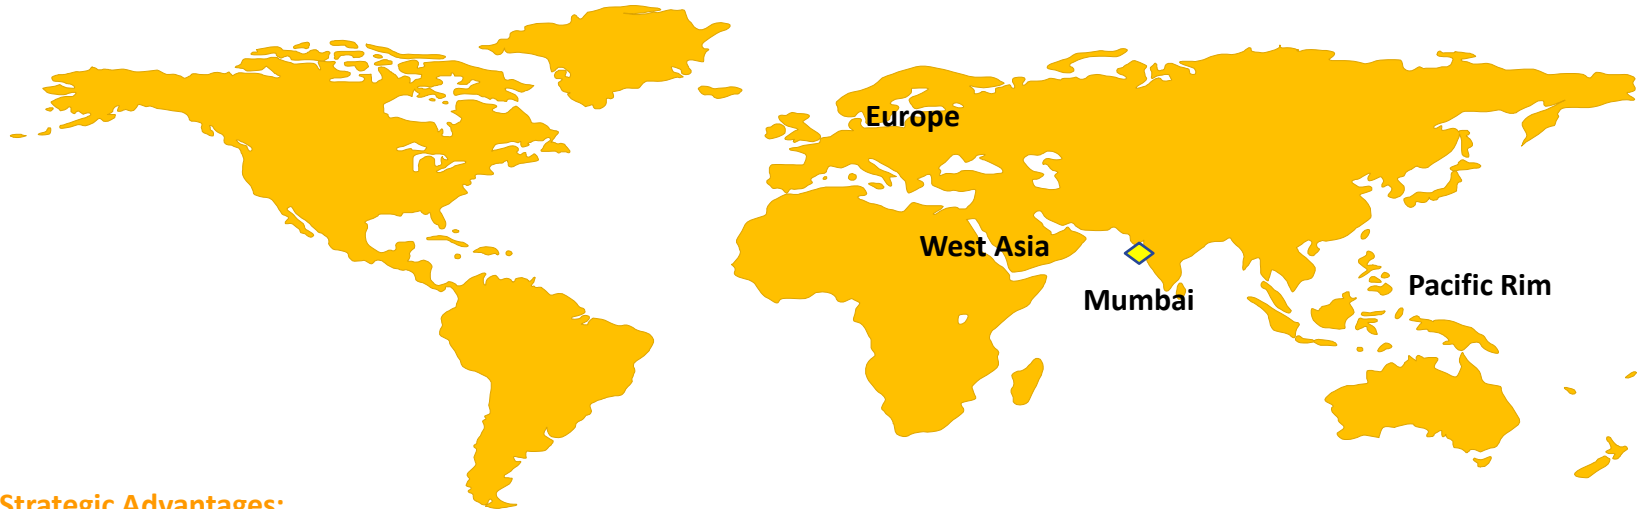 Europe
West Asia
Mumbai
Pacific Rim
Strategic Advantages: